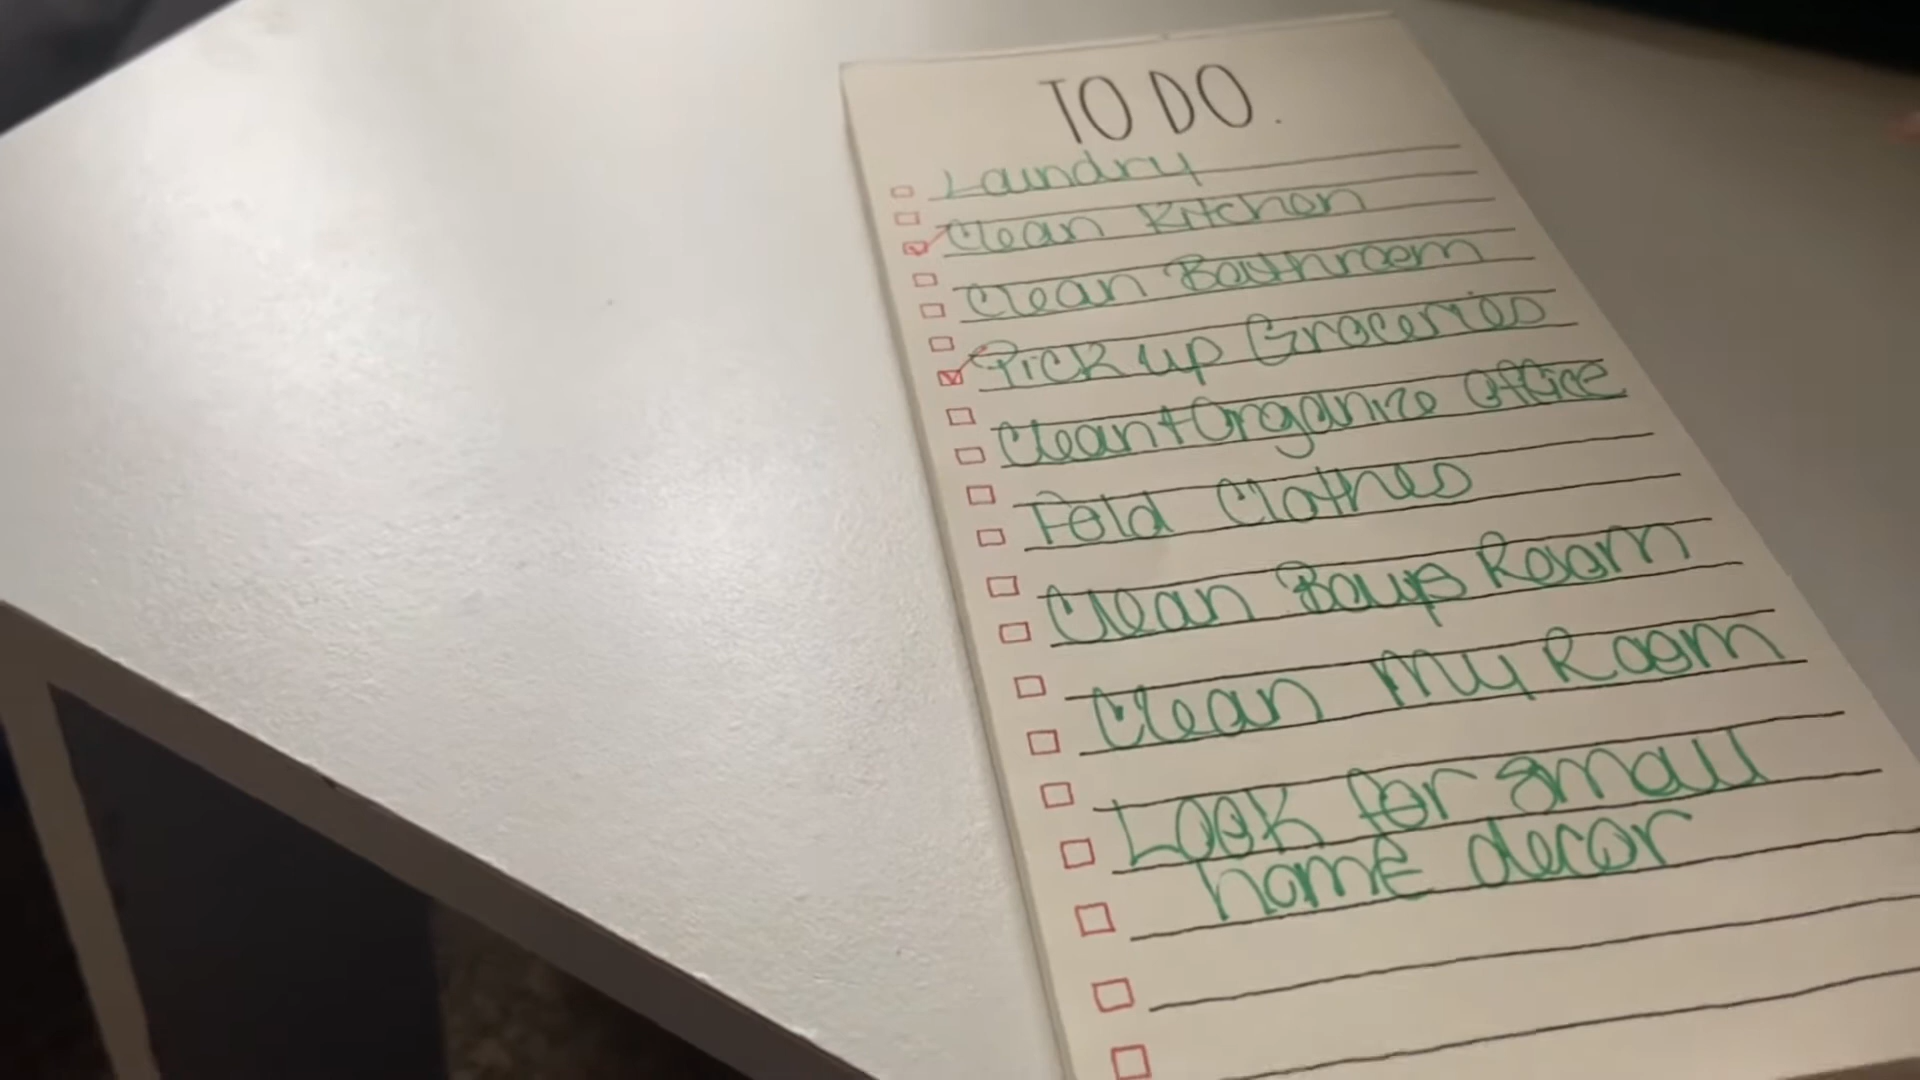 TO DO.
Laundry
Clean Kitchen
Clean Bathroom
Pick up Groceries
Clean + Organize Office
Fold Clothes
Clean Boys Room
Clean My Room
Look for small
home decor